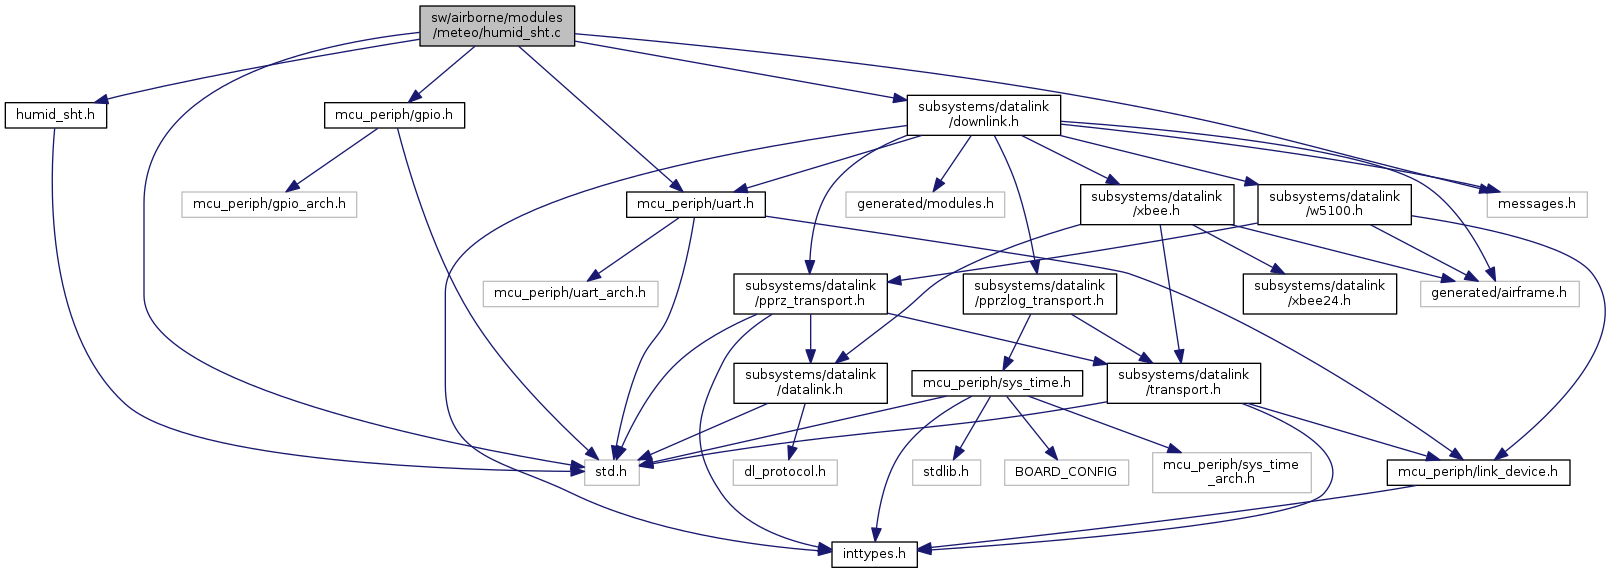 sw/airborne/modules
/meteo/humid_sht.c
humid_sht.h
mcu_periph/gpio.h
subsystems/datalink
/downlink.h
mcu_periph/gpio_arch.h
mcu_periph/uart.h
generated/modules.h
subsystems/datalink
/xbee.h
subsystems/datalink
/w5100.h
messages.h
mcu_periph/uart_arch.h
subsystems/datalink
/pprz_transport.h
subsystems/datalink
/pprzlog_transport.h
subsystems/datalink
/xbee24.h
generated/airframe.h
subsystems/datalink
/datalink.h
mcu_periph/sys_time.h
subsystems/datalink
/transport.h
std.h
dl_protocol.h
stdlib.h
BOARD_CONFIG
mcu_periph/sys_time
_arch.h
mcu_periph/link_device.h
inttypes.h